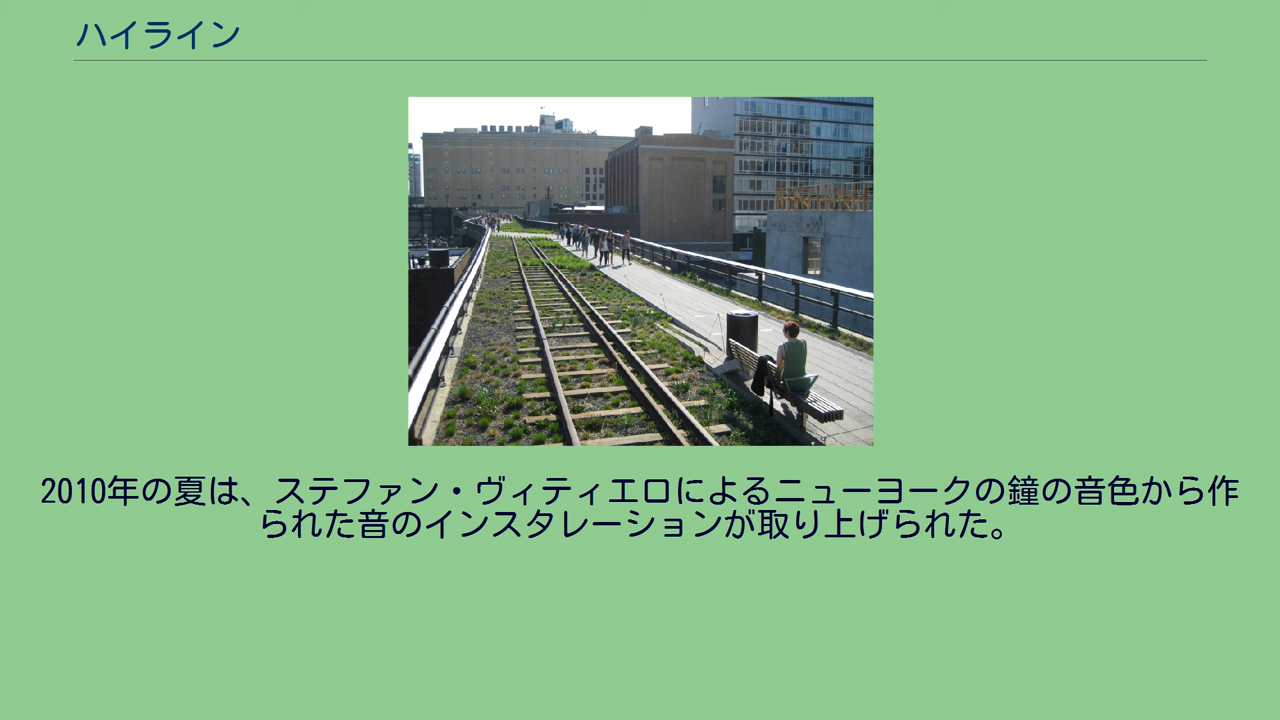 ハイライン
2010年の夏は、ステファン・ヴィティエロによるニューヨークの鐘の音色から作
られた音のインスタレーションが取り上げられた。